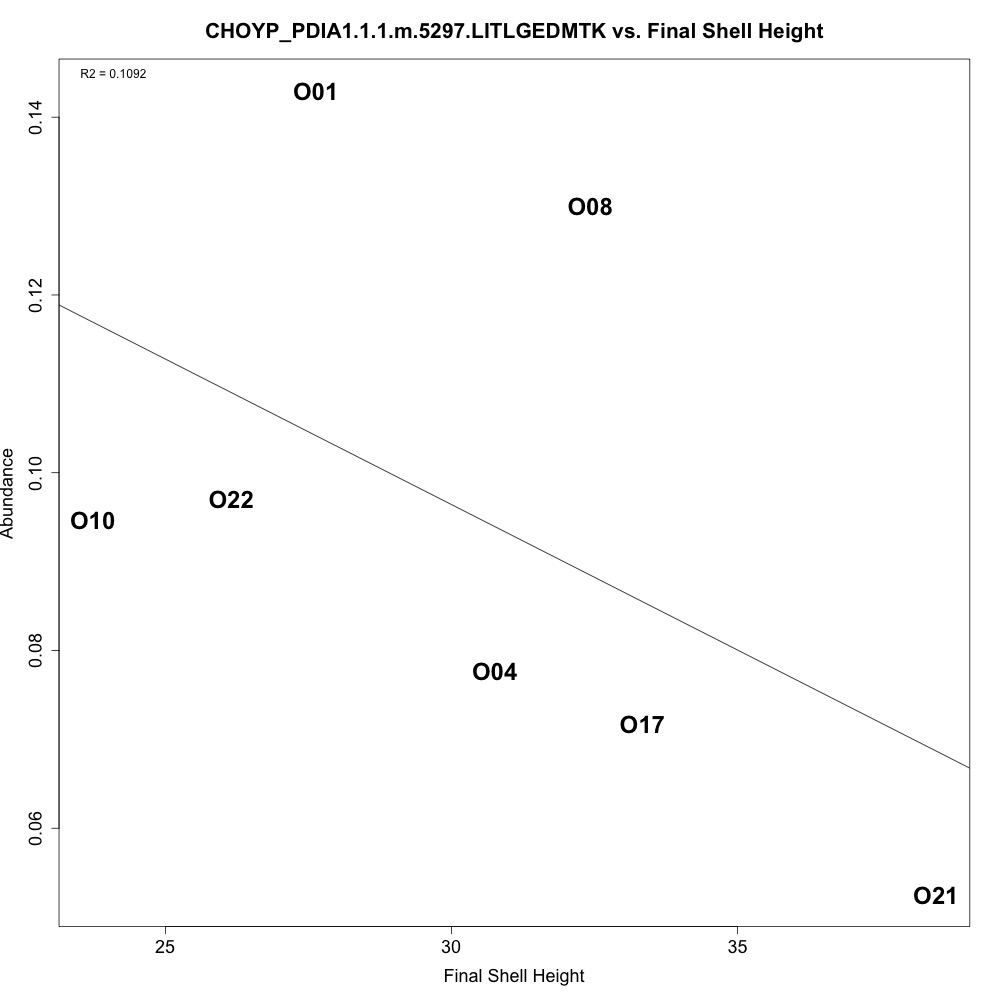 CHOYP_PDIA1.1.1.m.5297.LITLGEDMTK vs. Final Shell Height
R2 = 0.1092
O01
0.14
O08
0.12
0.10
O22
O10
Abundance
0.08
O04
O17
0.06
O21
25 30 35
Final Shell Height